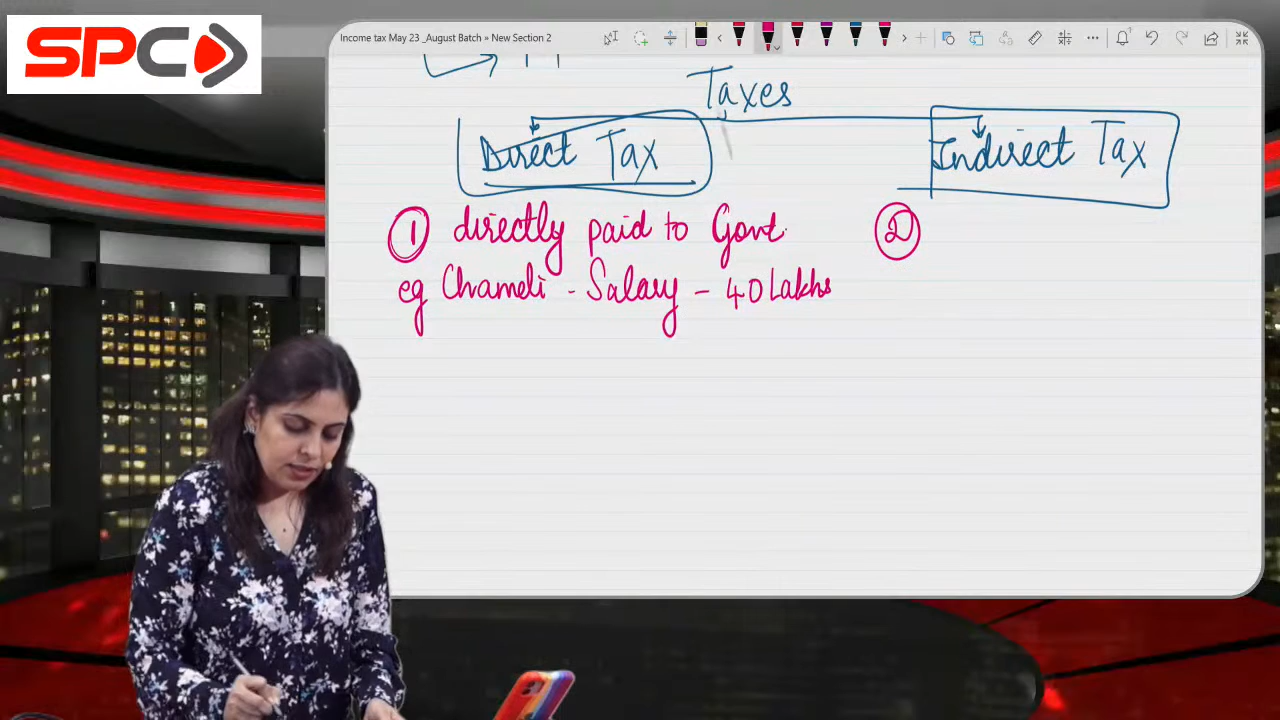 SPC
Income tax May 23 _August Batch » New Section 2
Taxes
Direct Tax
Indirect Tax
① directly paid to Govt.
②
eg Chameli - Salary - 40 Lakhs